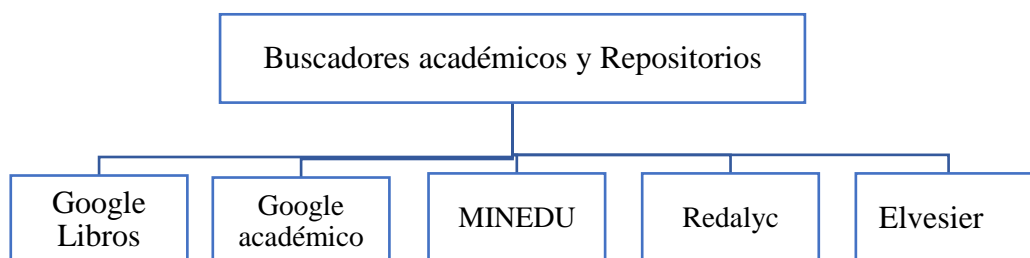 Buscadores académicos y Repositorios
Google
Libros
Google
académico
MINEDU
Redalyc
Elvesier